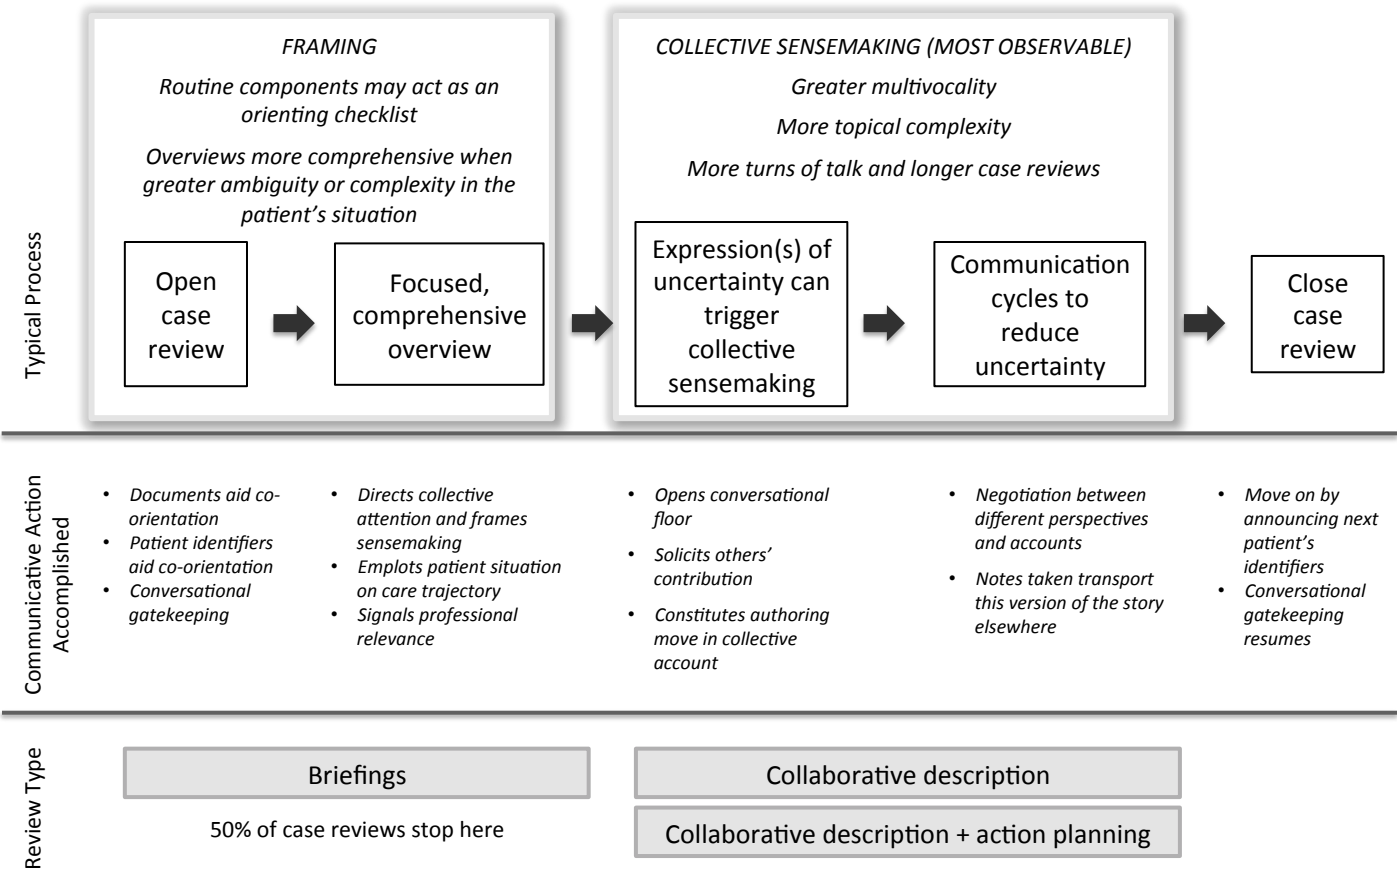 FRAMING
Routine components may act as an
orienting checklist
Overviews more comprehensive when
greater ambiguity or complexity in the
patient’s situation
COLLECTIVE SENSEMAKING (MOST OBSERVABLE)
Greater multivocality
More topical complexity
More turns of talk and longer case reviews
Typical Process
Open
case
review
Focused,
comprehensive
overview
Expression(s) of
uncertainty can
trigger
collective
sensemaking
Communication
cycles to
reduce
uncertainty
Close
case
review
Communicative Action
Accomplished
• Documents aid co-
orientation
• Patient identifiers
aid co-orientation
• Conversational
gatekeeping
• Directs collective
attention and frames
sensemaking
• Emplots patient situation
on care trajectory
• Signals professional
relevance
• Opens conversational
floor
• Solicits others’
contribution
• Constitutes authoring
move in collective
account
• Negotiation between
different perspectives
and accounts
• Notes taken transport
this version of the story
elsewhere
• Move on by
announcing next
patient’s
identifiers
• Conversational
gatekeeping
resumes
Review Type
Briefings
50% of case reviews stop here
Collaborative description
Collaborative description + action planning